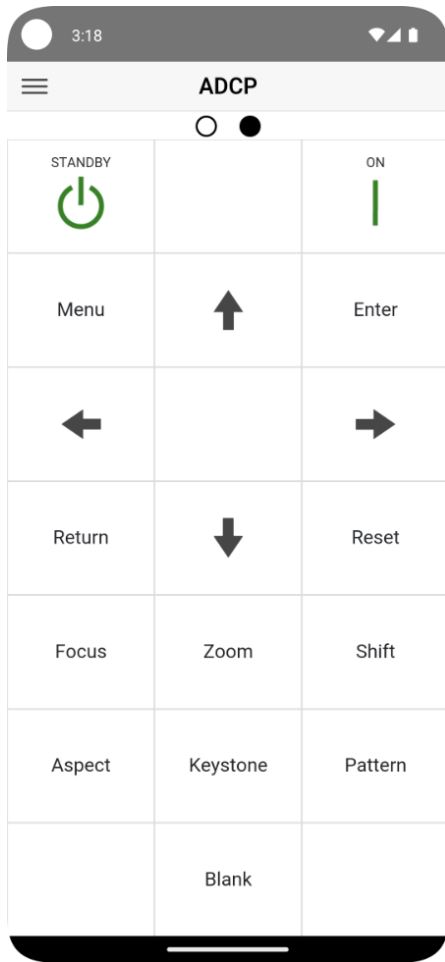 3:18
ADCP
STANDBY
ON
Menu
Enter
Return
Reset
Focus
Zoom
Shift
Aspect
Keystone
Pattern
Blank